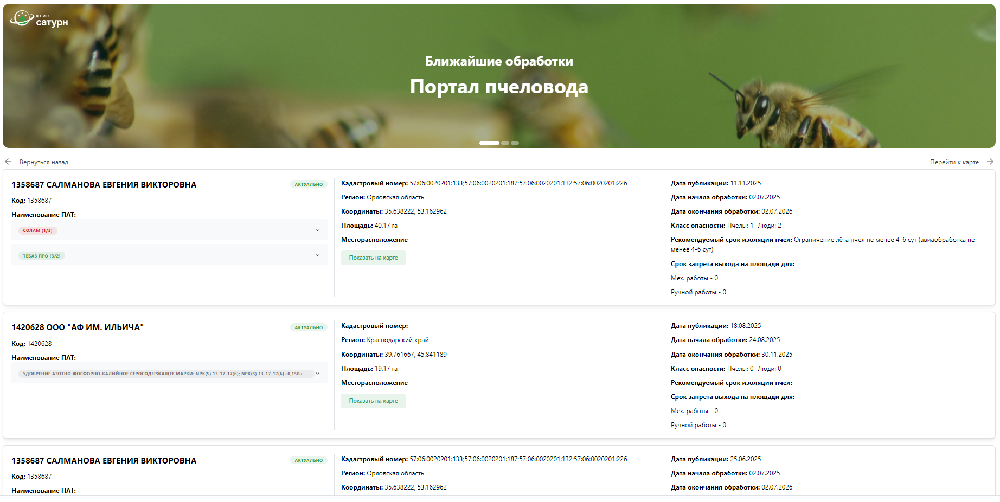 ФГИС
сатурн
Ближайшие обработки
Портал пчеловода
Вернуться назад
Перейти к карте
1358687 САЛМАНОВА ЕВГЕНИЯ ВИКТОРОВНА
АКТУАЛЬНО
Код: 1358687
Наименование ПАТ:
СОЛАМ (1/3)
ТЕБАЗ ПРО (3/2)
Кадастровый номер: 57:06:0020201:133;57:06:0020201:187;57:06:0020201:132;57:06:0020201:226
Регион: Орловская область
Координаты: 35.638222, 53.162962
Площадь: 40.17 га
Месторасположение
Показать на карте
Дата публикации: 11.11.2025
Дата начала обработки: 02.07.2025
Дата окончания обработки: 02.07.2026
Класс опасности: Пчелы: 1 Люди: 2
Рекомендуемый срок изоляции пчел: Ограничение лёта пчел не менее 4–6 сут (авиаобработка не
менее 4-6 сут)
Срок запрета выхода на площади для:
Мех. работы - 0
Ручной работы - 0
1420628 ООО "АФ ИМ. ИЛЬИЧА"
АКТУАЛЬНО
Код: 1420628
Наименование ПАТ:
УДОБРЕНИЕ АЗОТНО-ФОСФОРНО-КАЛИЙНОЕ СЕРОСОДЕРЖАЩЕЕ МАРКИ: NPK(S) 13-17-17(6); NPK(S) 13-17-17(6)+0,15B+...
Кадастровый номер: —
Регион: Краснодарский край
Координаты: 39.761667, 45.841189
Площадь: 19.17 га
Месторасположение
Показать на карте
Дата публикации: 18.08.2025
Дата начала обработки: 24.08.2025
Дата окончания обработки: 30.11.2025
Класс опасности: Пчелы: 0 Люди: 0
Рекомендуемый срок изоляции пчел: -
Срок запрета выхода на площади для:
Мех. работы - 0
Ручной работы - 0
1358687 САЛМАНОВА ЕВГЕНИЯ ВИКТОРОВНА
АКТУАЛЬНО
Код: 1358687
Наименование ПАТ:
Кадастровый номер: 57:06:0020201:133;57:06:0020201:187;57:06:0020201:132;57:06:0020201:226
Регион: Орловская область
Координаты: 35.638222, 53.162962
Дата публикации: 25.06.2025
Дата начала обработки: 02.07.2025
Дата окончания обработки: 02.07.2026